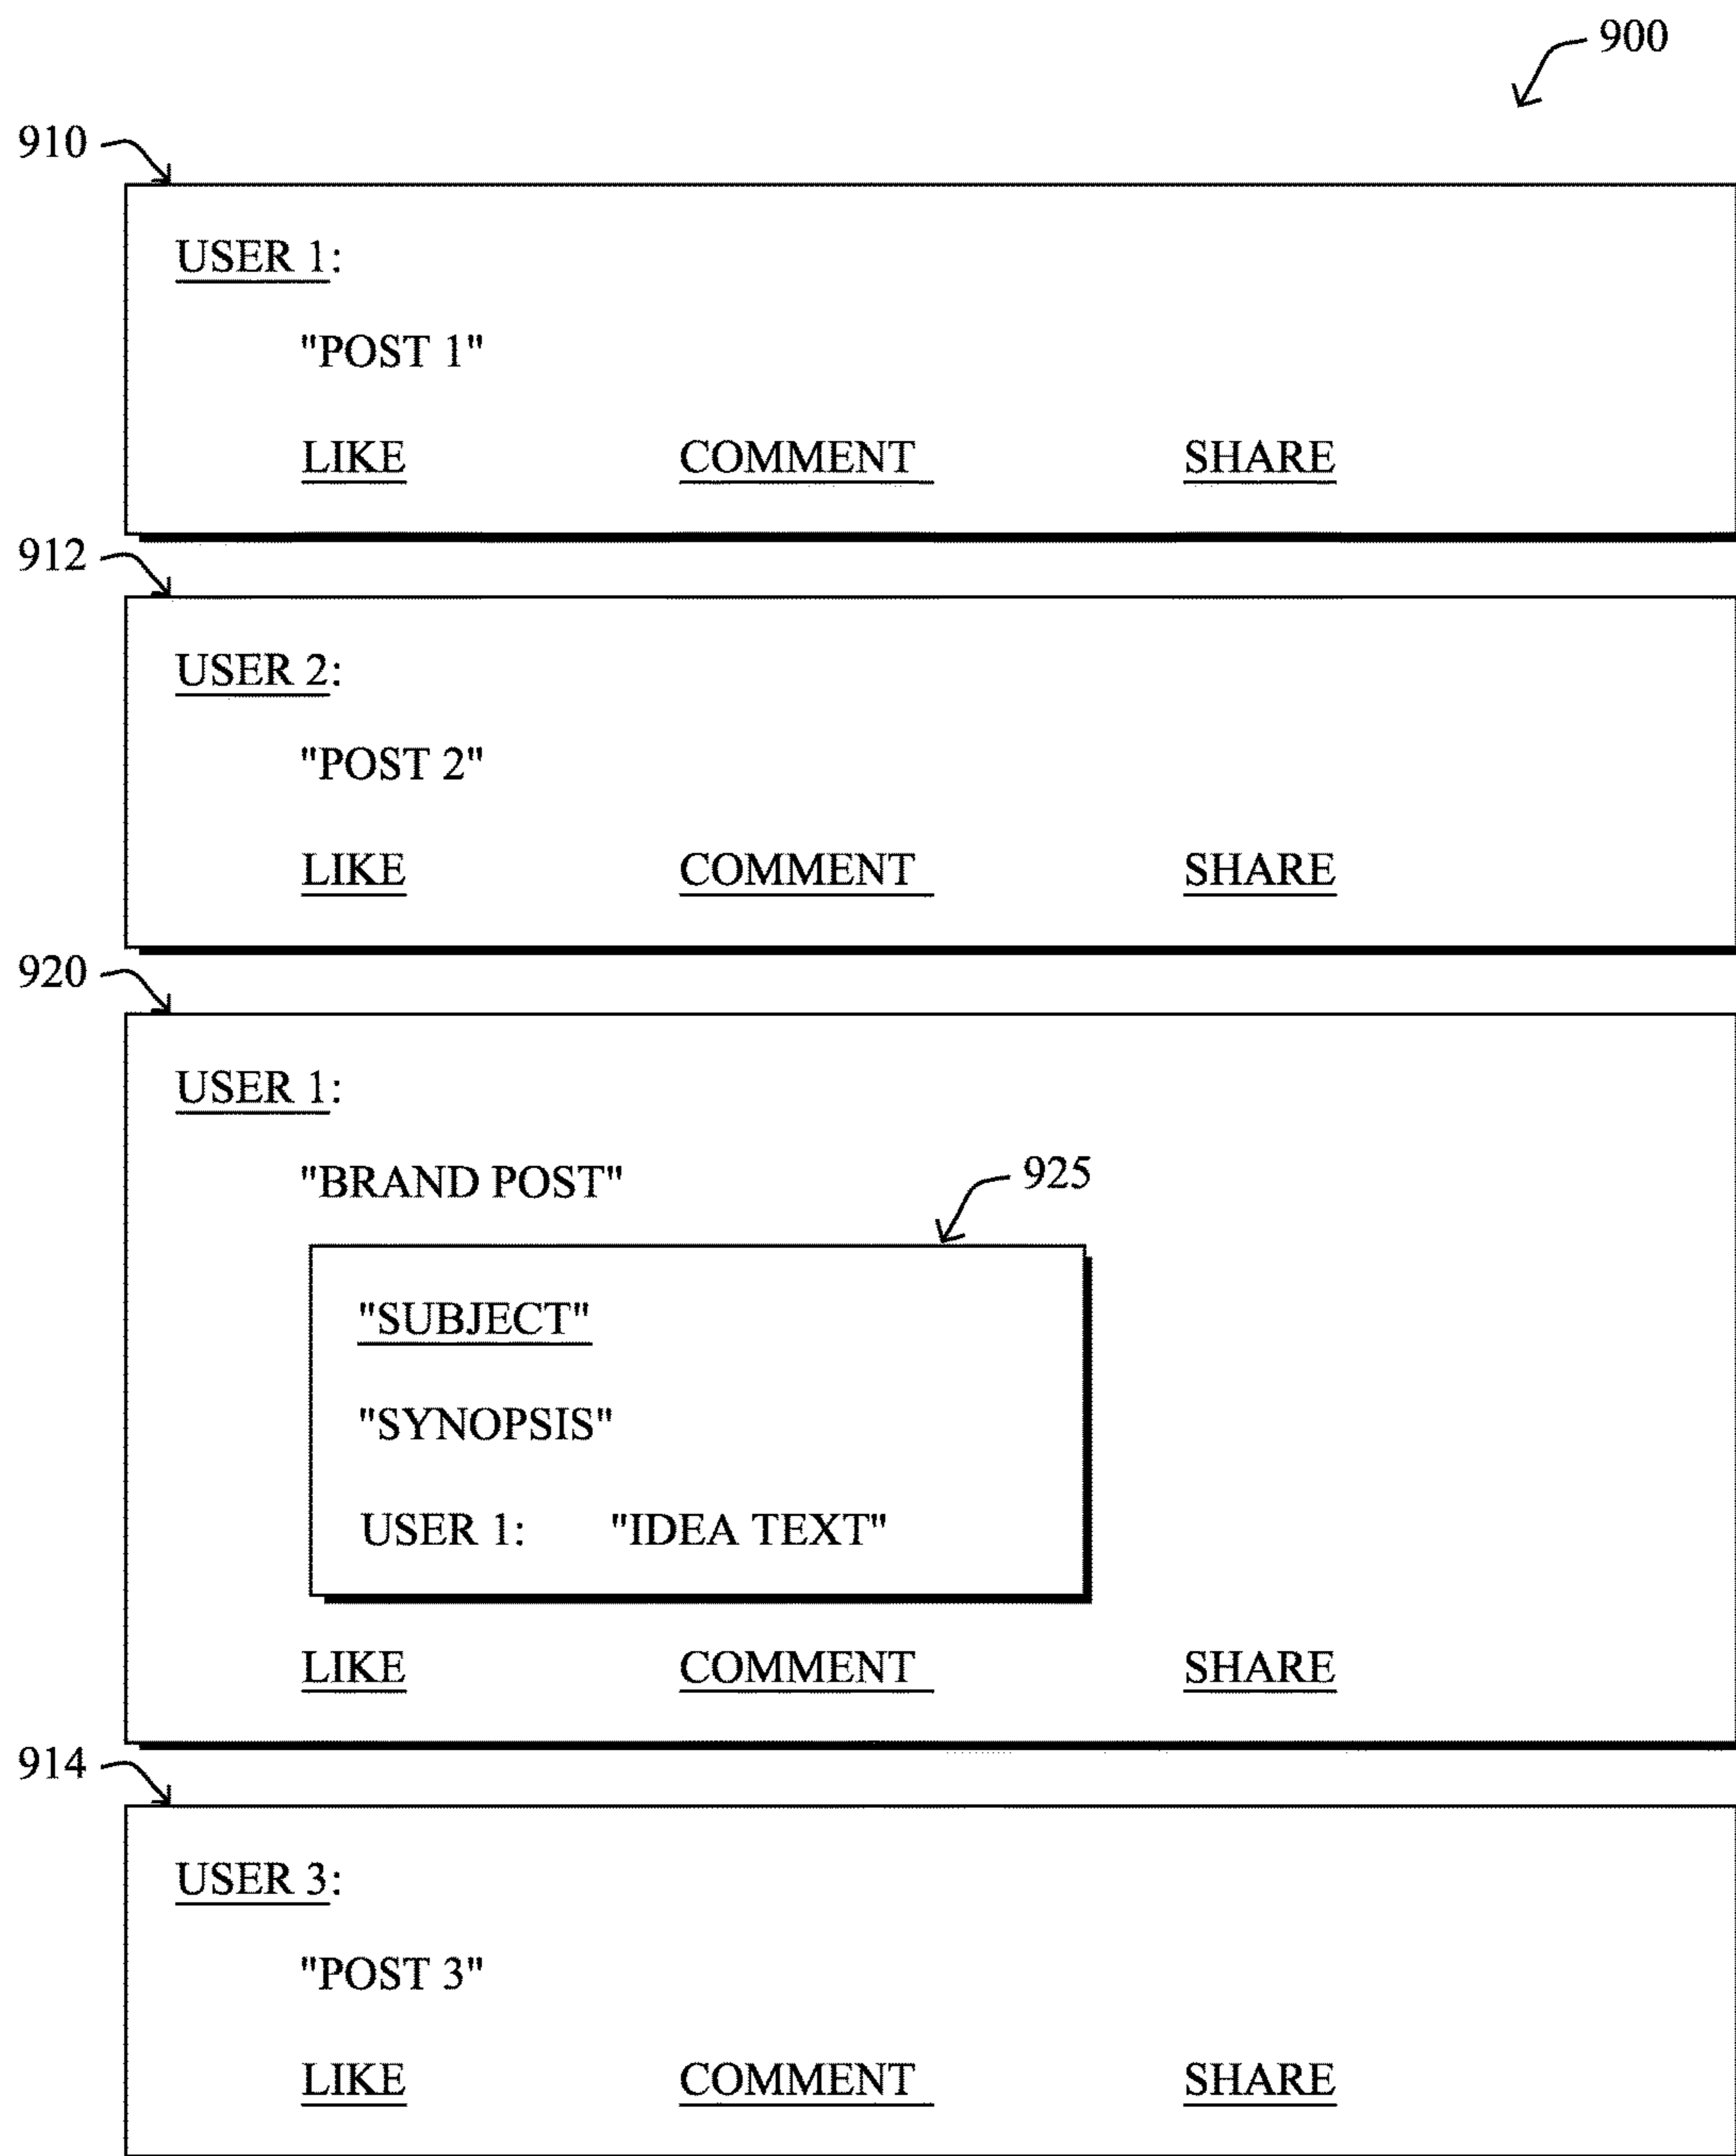 900
910
USER 1:
"POST 1"
LIKE COMMENT SHARE
912
USER 2:
"POST 2"
LIKE COMMENT SHARE
920
USER 1:
"BRAND POST"
925
"SUBJECT"
"SYNOPSIS"
USER 1: "IDEA TEXT"
LIKE COMMENT SHARE
914
USER 3:
"POST 3"
LIKE COMMENT SHARE